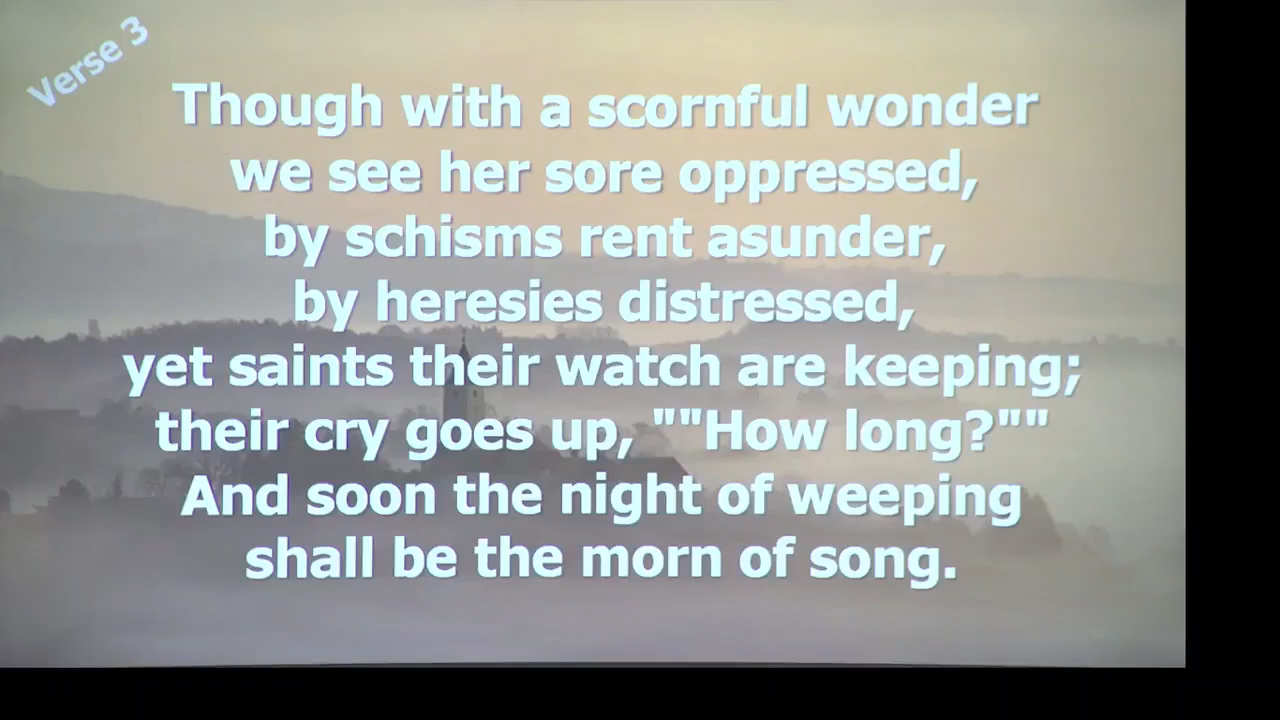 Verse 3
Though with a scornful wonder
we see her sore oppressed,
by schisms rent asunder,
by heresies distressed,
yet saints their watch are keeping;
their cry goes up, ""How long?""
And soon the night of weeping
shall be the morn of song.